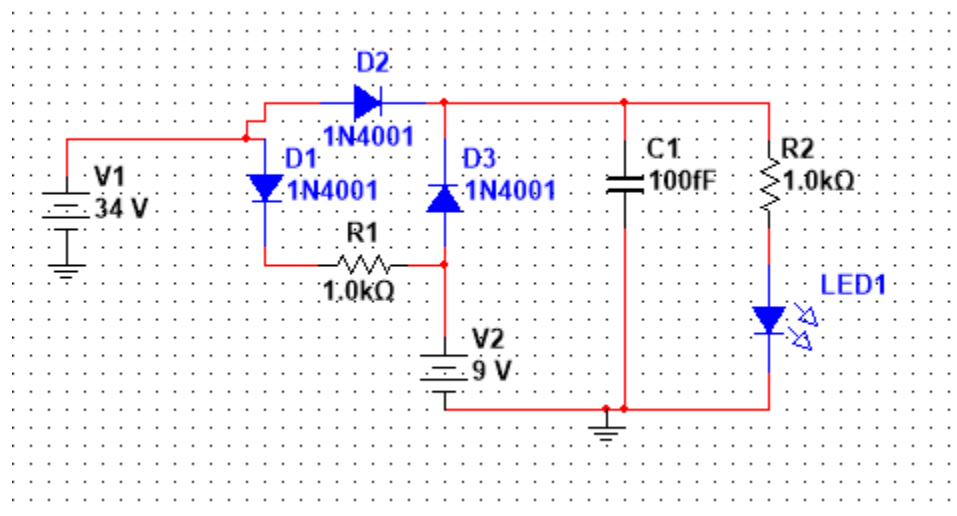 D2
1N4001
V1
34 V
D1
1N4001
D3
1N4001
C1
100fF
R2
1.0kΩ
R1
1.0kΩ
LED1
V2
9 V